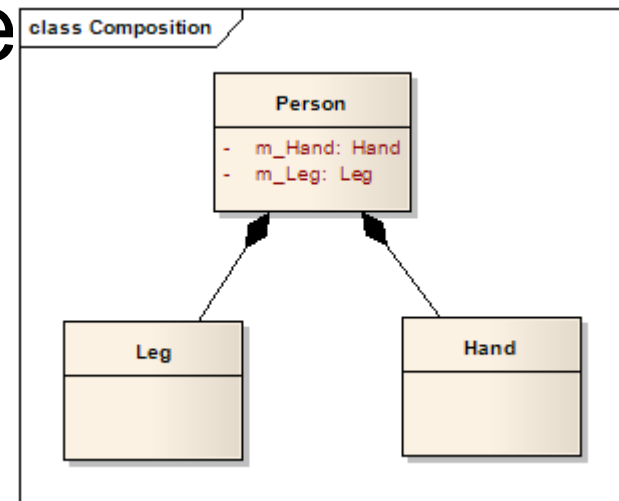 e
class Composition
Person
- m_Hand: Hand
- m_Leg: Leg
Leg
Hand